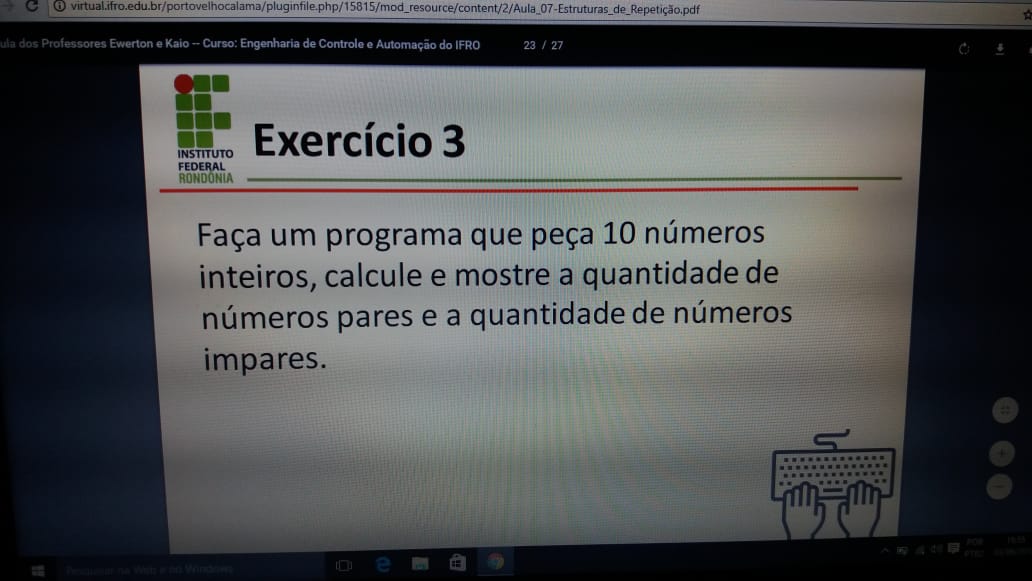 virtual.ifro.edu.br/portovelhocalama/pluginfile.php/15815/mod_resource/content/2/Aula_07-Estruturas_de_Repetição.pdf
ula dos Professores Ewerton e Kaio -- Curso: Engenharia de Controle e Automação do IFRO 23 / 27
INSTITUTO
FEDERAL
RONDÔNIA
Exercício 3
Faça um programa que peça 10 números
inteiros, calcule e mostre a quantidade de
números pares e a quantidade de números
impares.
Pesquisar na Web e no Windows
POR
PTB2